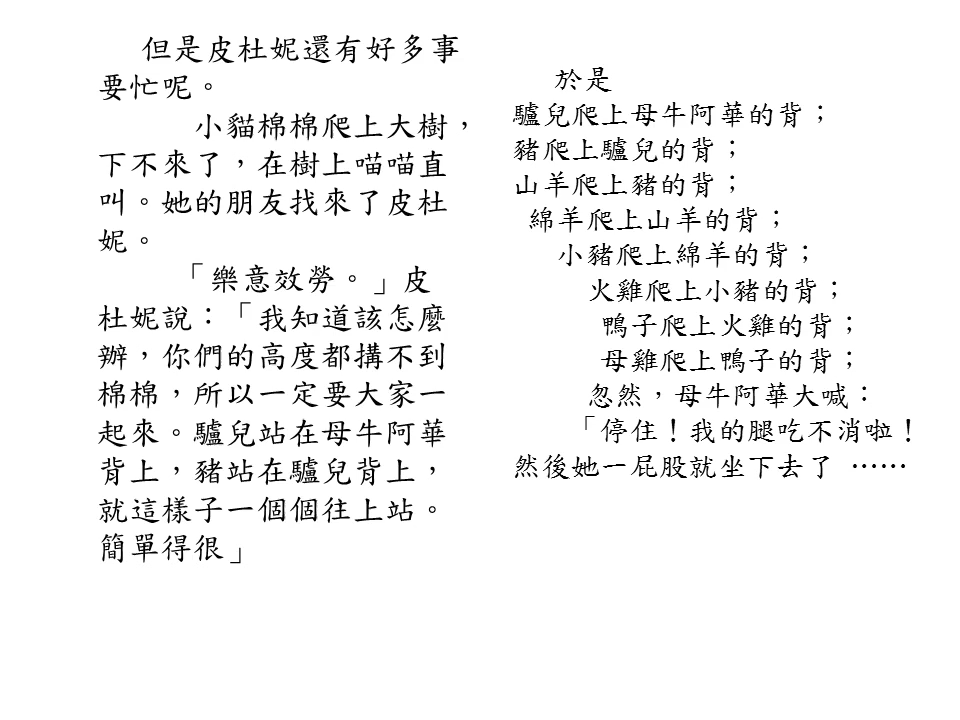 但是皮杜妮還有好多事
要忙呢。
小貓棉棉爬上大樹，
下不來了，在樹上喵喵直
叫。她的朋友找來了皮杜
妮。
「樂意效勞。」皮
杜妮說：「我知道該怎麼
辦，你們的高度都搆不到
棉棉，所以一定要大家一
起來。驢兒站在母牛阿華
背上，豬站在驢兒背上，
就這樣子一個個往上站。
簡單得很」
於是
驢兒爬上母牛阿華的背；
豬爬上驢兒的背；
山羊爬上豬的背；
綿羊爬上山羊的背；
小豬爬上綿羊的背；
火雞爬上小豬的背；
鴨子爬上火雞的背；
母雞爬上鴨子的背；
忽然，母牛阿華大喊：
「停住！我的腿吃不消啦！
然後她一屁股就坐下去了 ……